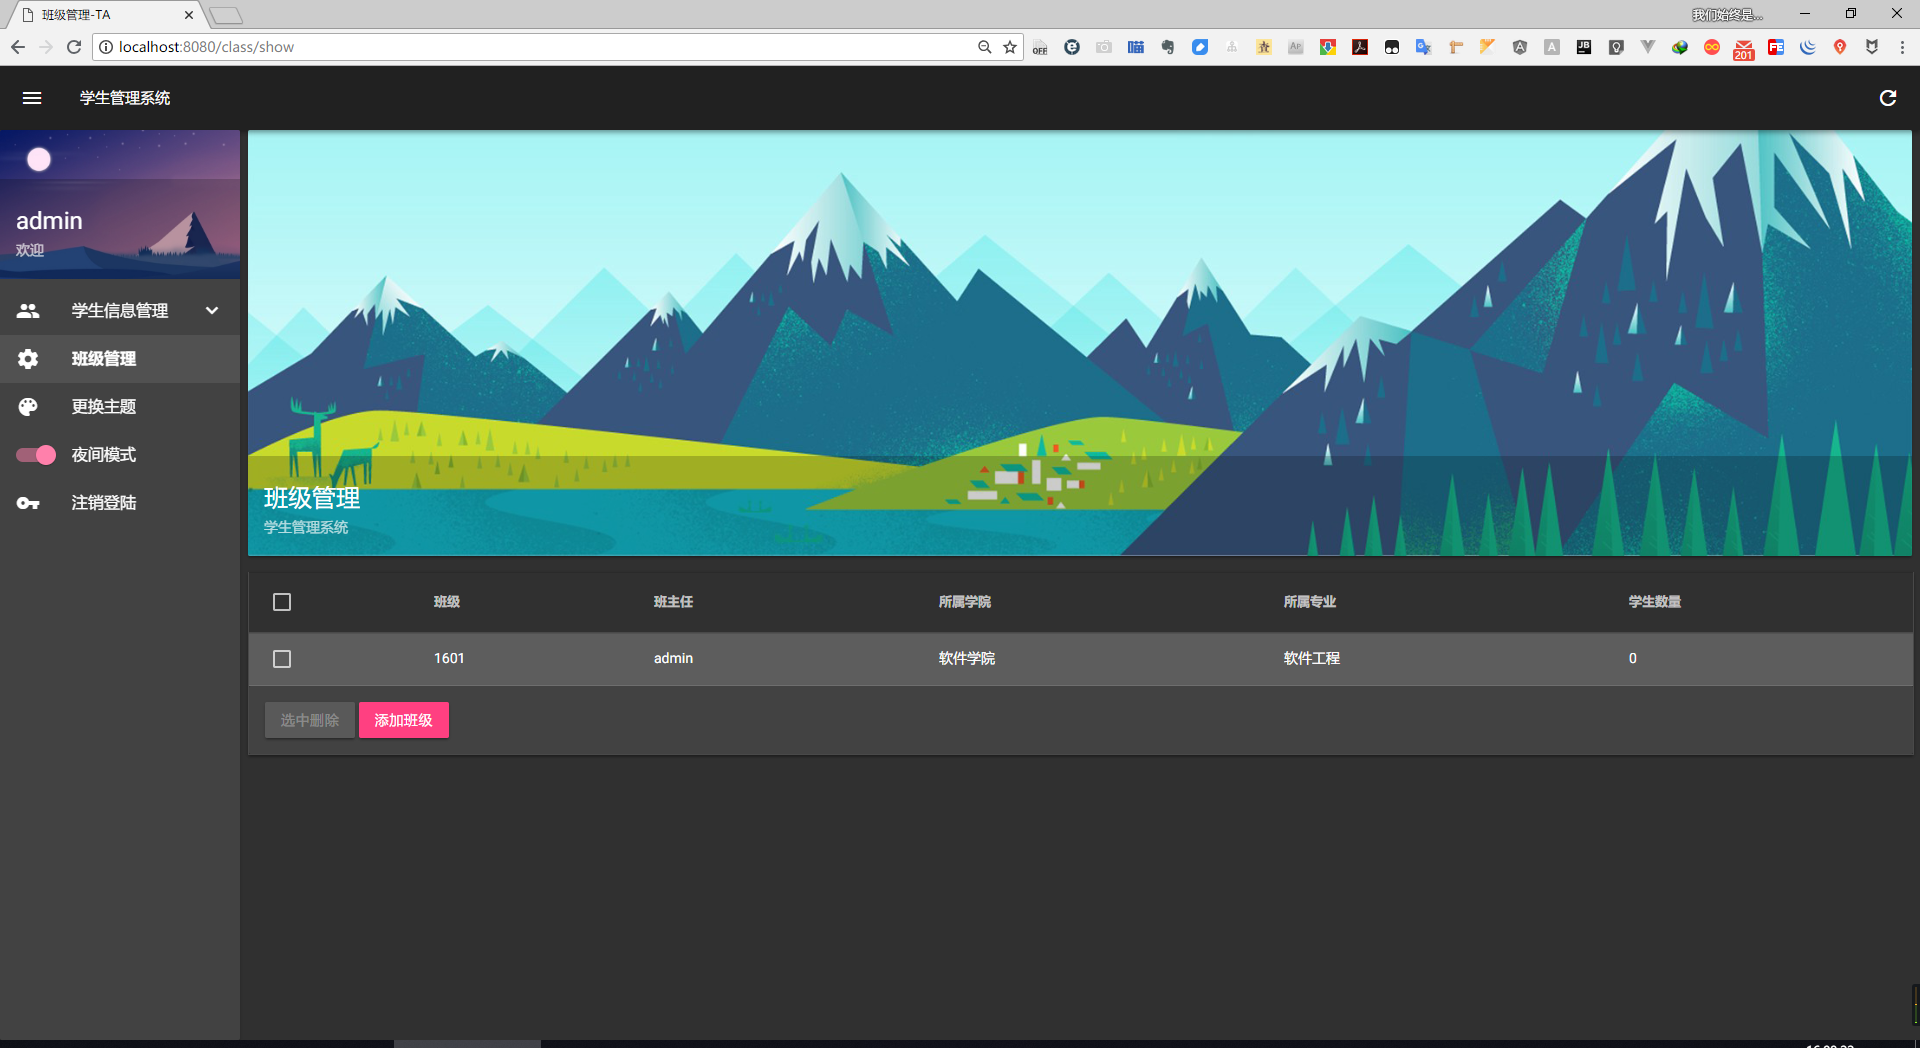 班级管理-TA
我们始终是...
localhost:8080/class/show
OFF
201
学生管理系统
admin
欢迎
学生信息管理
班级管理
更换主题
夜间模式
注销登陆
班级管理
学生管理系统
班级 班主任 所属学院 所属专业 学生数量
1601 admin 软件学院 软件工程 0
选中删除 添加班级